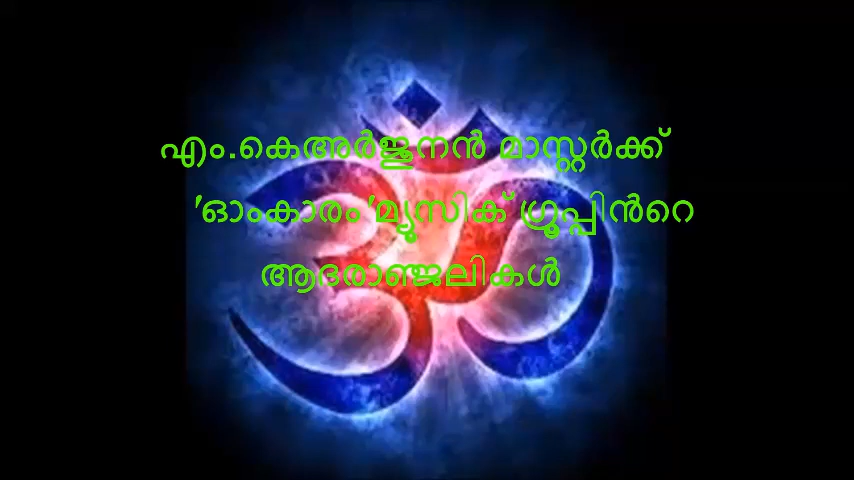 എം.കെഅർജുനൻ മാസ്റ്റർക്ക്
'ഓംകാരം'മ്യൂസിക് ഗ്രൂപ്പിൻറെ
ആദരാഞ്ജലികൾ